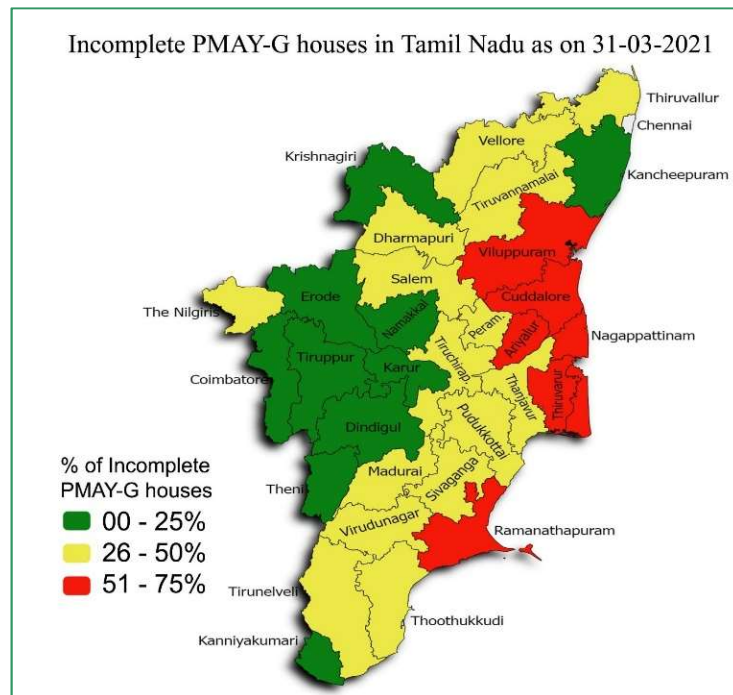 Incomplete PMAY-G houses in Tamil Nadu as on 31-03-2021
Thiruvallur
Chennai
Vellore
Krishnagiri
Kancheepuram
Tiruvannamalai
Dharmapuri
Viluppuram
Salem
Erode
The Nilgiris
Cuddalore
Namakkal
Peram.
Ariyalur
Nagappattinam
Tiruppur
Karur
Tiruchirap.
Coimbatore
Thanjavur
Thiruvarur
Dindigul
Pudukkottai
Madurai
Sivaganga
Theni
Virudunagar
Ramanathapuram
Tirunelveli
Thoothukkudi
Kanniyakumari
% of Incomplete
PMAY-G houses
00 - 25%
26 - 50%
51 - 75%